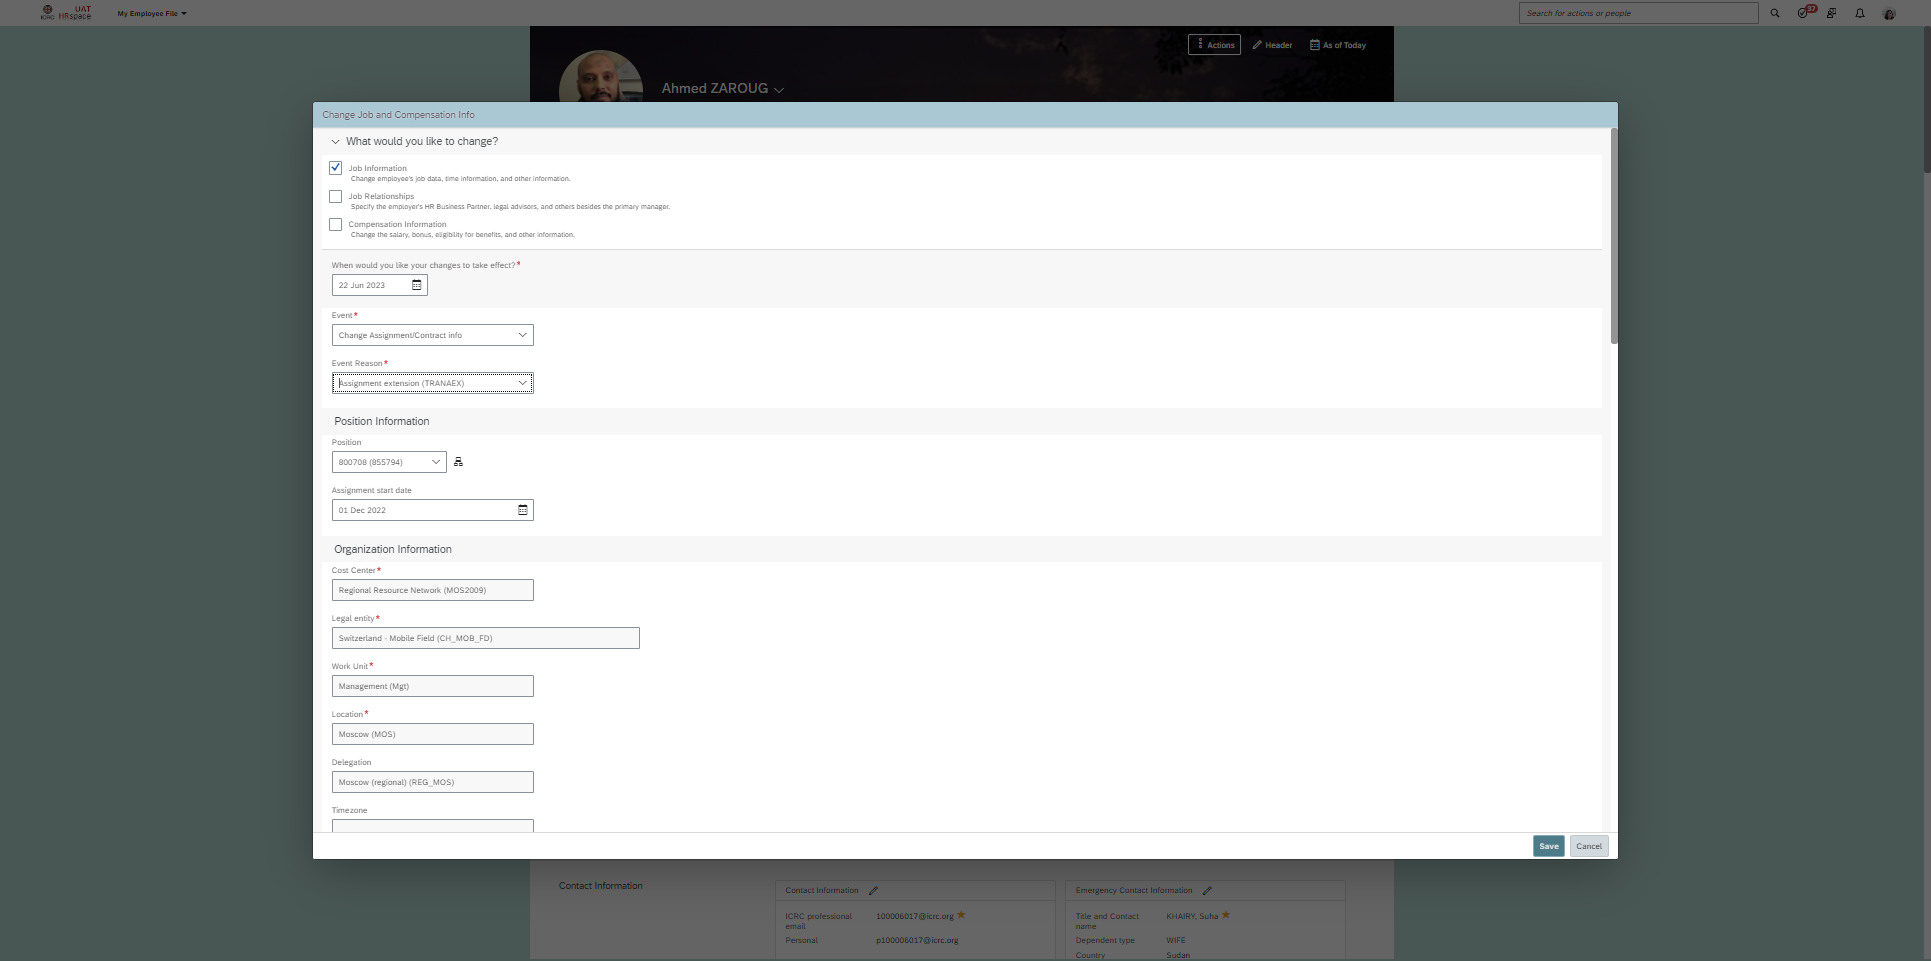 ICRC
UAT
HRspace
My Employee File
Search for actions or people
37
Actions
Header
As of Today
Ahmed ZAROUG
Change Job and Compensation Info
What would you like to change?
Job Information
Change employee's job data, time information, and other information.
Job Relationships
Specify the employer's HR Business Partner, legal advisors, and others besides the primary manager.
Compensation Information
Change the salary, bonus, eligibility for benefits, and other information.
When would you like your changes to take effect?*
22 Jun 2023
Event*
Change Assignment/Contract info
Event Reason*
Assignment extension (TRANAEX)
Position Information
Position
800708 (855794)
Assignment start date
01 Dec 2022
Organization Information
Cost Center*
Regional Resource Network (MOS2009)
Legal entity*
Switzerland - Mobile Field (CH_MOB_FD)
Work Unit*
Management (Mgt)
Location*
Moscow (MOS)
Delegation
Moscow (regional) (REG_MOS)
Timezone
Save
Cancel
Contact Information
Contact Information
ICRC professional email
100006017@icrc.org
Personal
p100006017@icrc.org
Emergency Contact Information
Title and Contact name
KHAIRY, Suha
Dependent type
WIFE
Country
Sudan